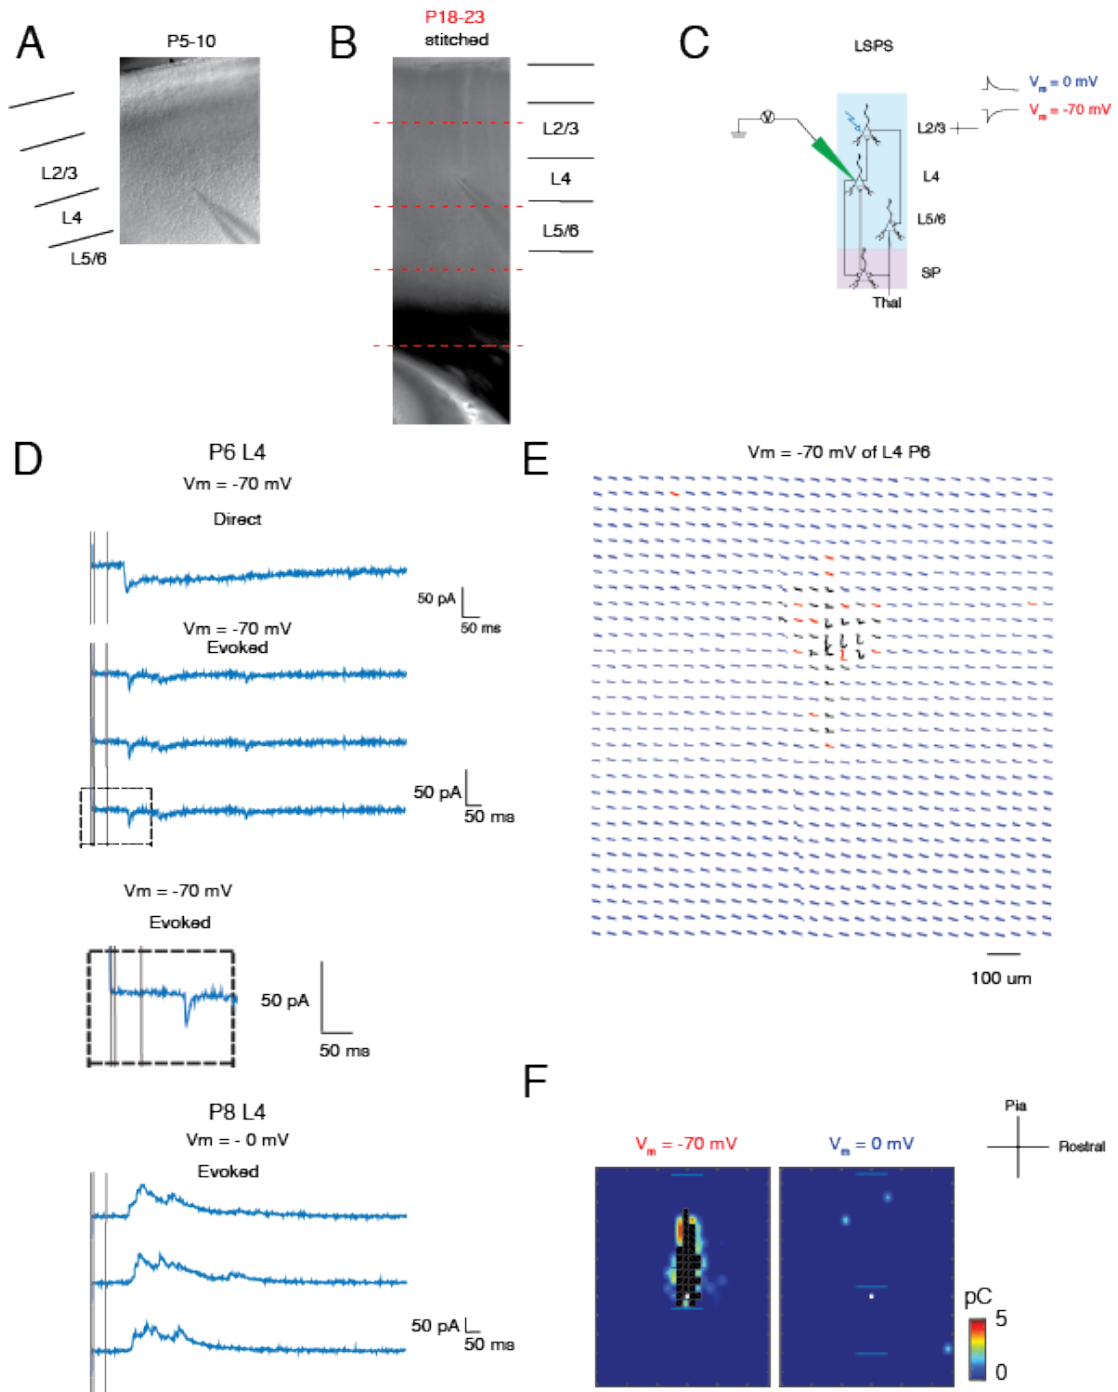 A
P5-10
L2/3
L4
L5/6
B
P18-23
stitched
L2/3
L4
L5/6
C
LSPS
V
Vm = 0 mV
Vm = -70 mV
L2/3
L4
L5/6
SP
Thal
D
P6 L4
Vm = -70 mV
Direct
50 pA
50 ms
Vm = -70 mV
Evoked
50 pA
50 ms
Vm = -70 mV
Evoked
50 pA
50 ms
P8 L4
Vm = - 0 mV
Evoked
50 pA
50 ms
E
Vm = -70 mV of L4 P6
100 um
F
Vm = -70 mV
Vm = 0 mV
Pia
Rostral
pC
5
0